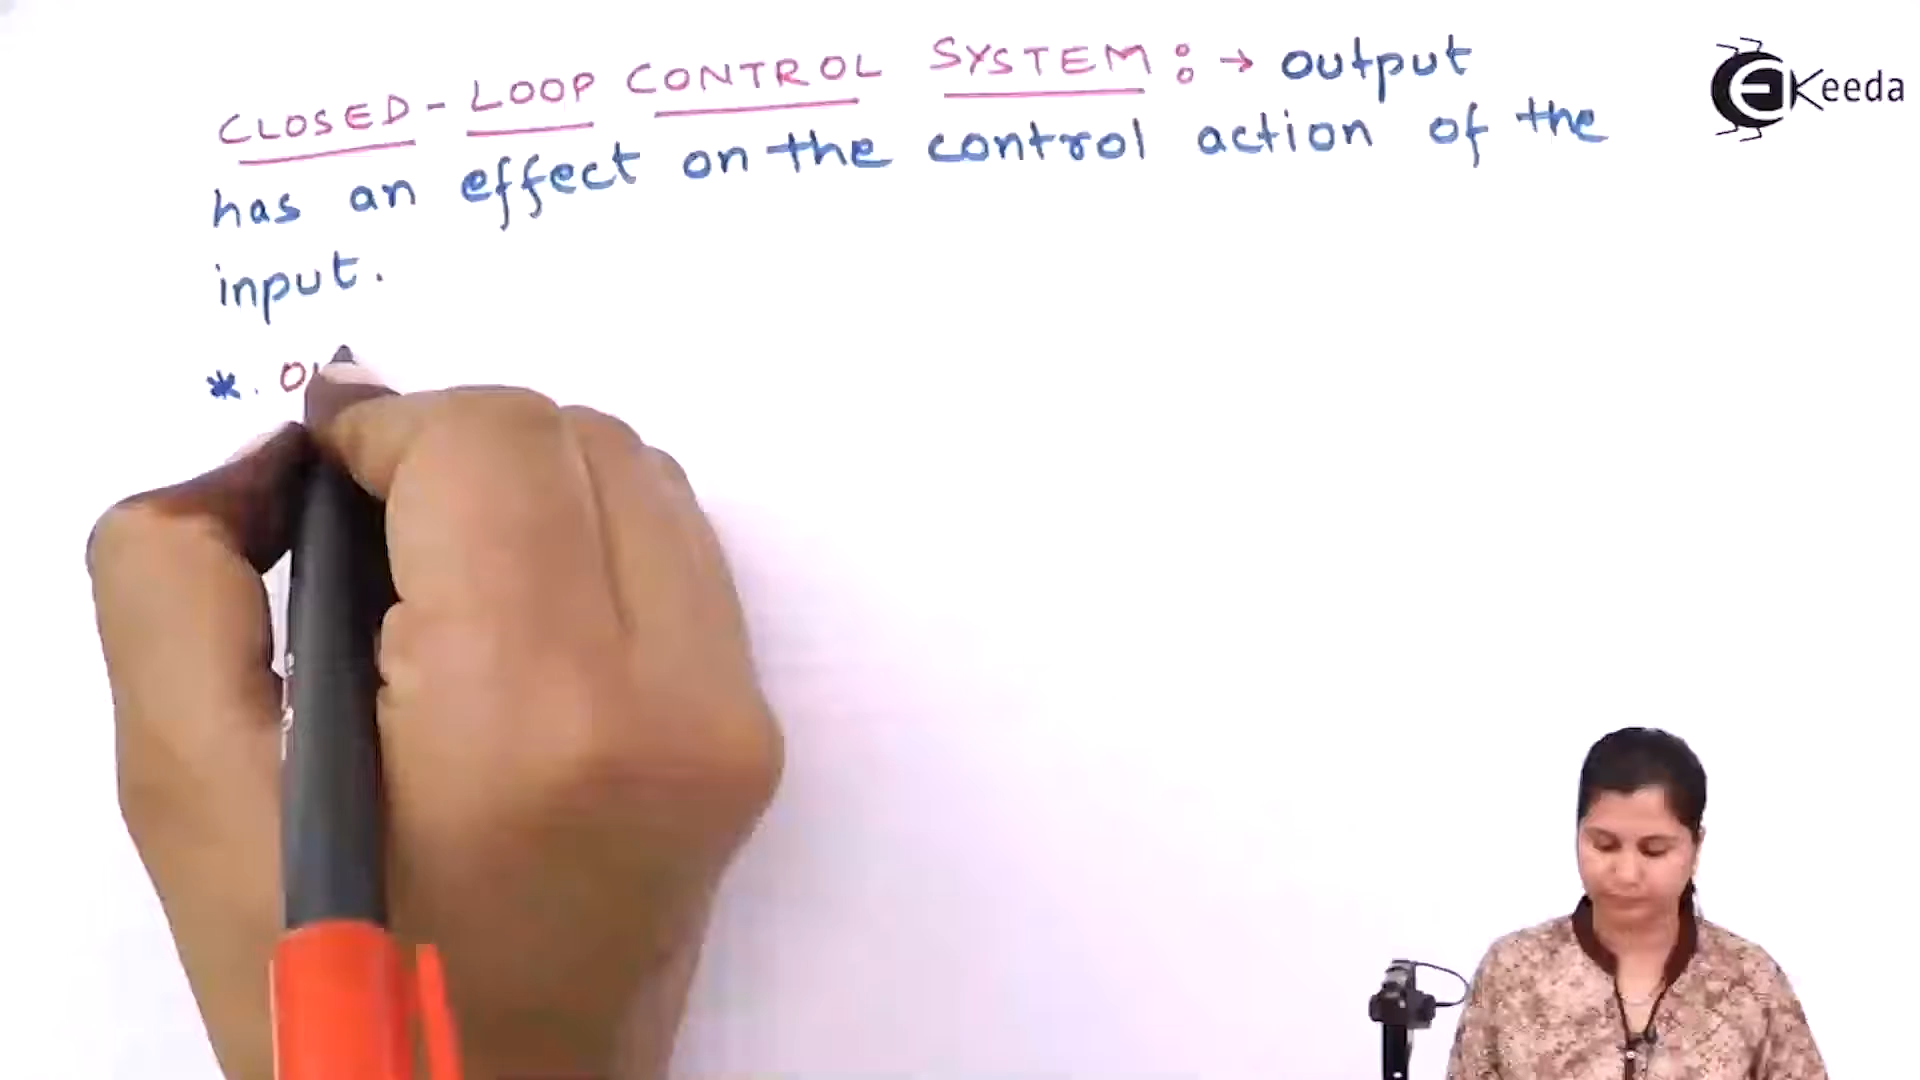 CLOSED-LOOP CONTROL SYSTEM : → output
has an effect on the control action of the
input.
*.
Keeda